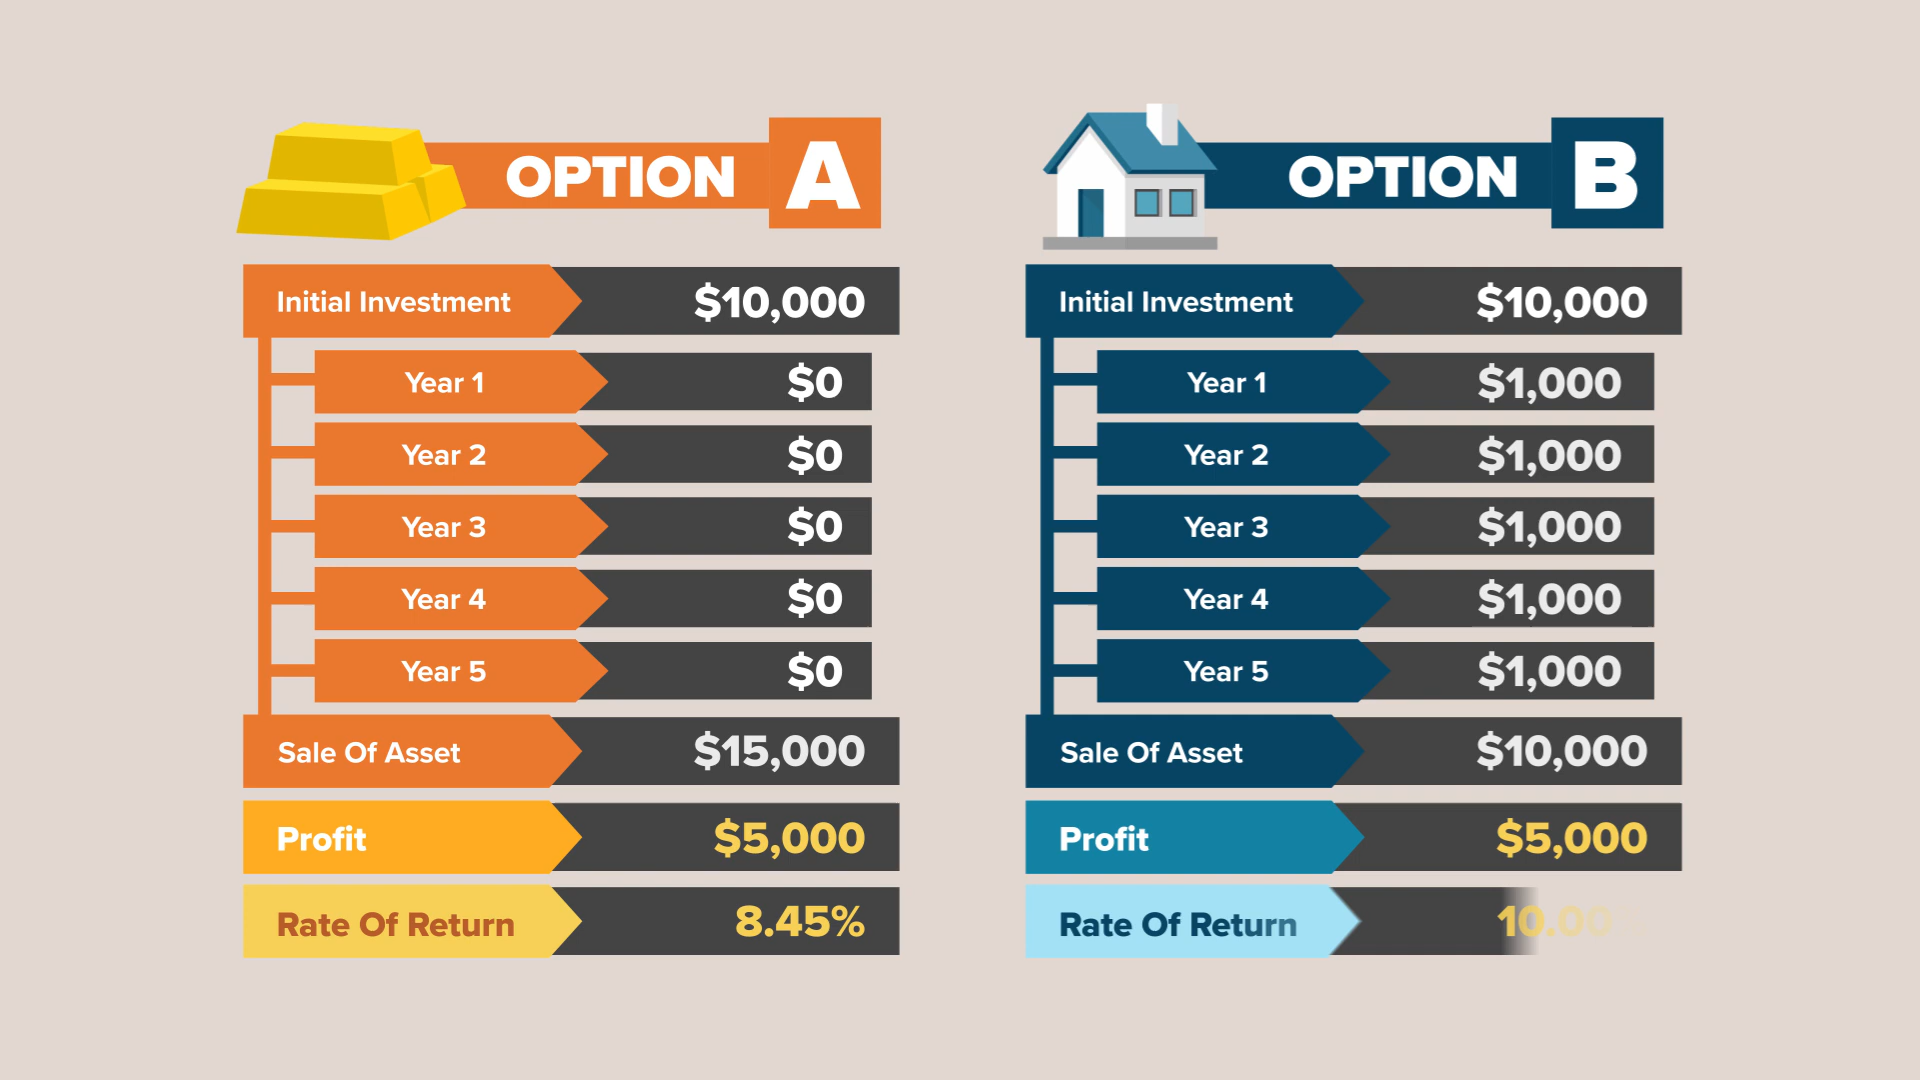 OPTION A
Initial Investment $10,000
Year 1 $0
Year 2 $0
Year 3 $0
Year 4 $0
Year 5 $0
Sale Of Asset $15,000
Profit $5,000
Rate Of Return 8.45%
OPTION B
Initial Investment $10,000
Year 1 $1,000
Year 2 $1,000
Year 3 $1,000
Year 4 $1,000
Year 5 $1,000
Sale Of Asset $10,000
Profit $5,000
Rate Of Return 10.00